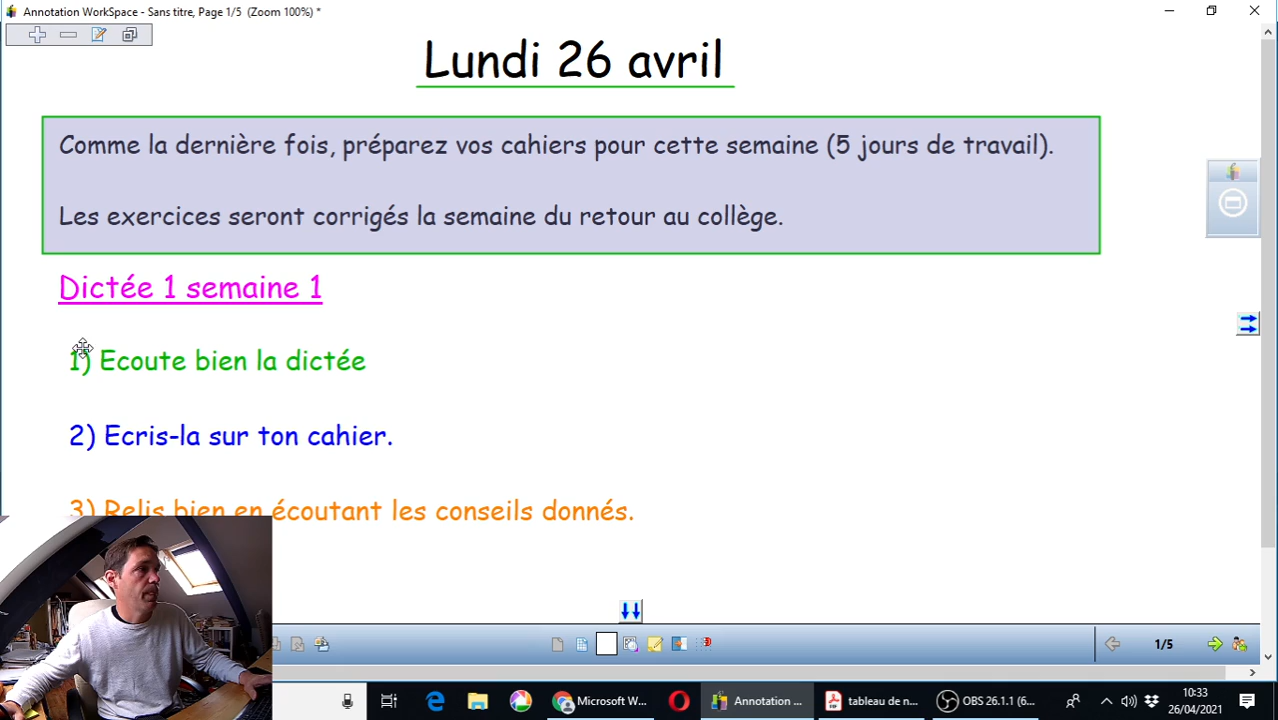 Annotation WorkSpace - Sans titre, Page 1/5 (Zoom 100%) *
Lundi 26 avril
Comme la dernière fois, préparez vos cahiers pour cette semaine (5 jours de travail).
Les exercices seront corrigés la semaine du retour au collège.
Dictée 1 semaine 1
1) Ecoute bien la dictée
2) Ecris-la sur ton cahier.
3) Relis bien en écoutant les conseils donnés.
1/5
Microsoft W...
Annotation ...
tableau de n...
OBS 26.1.1 (6...
10:33
26/04/2021